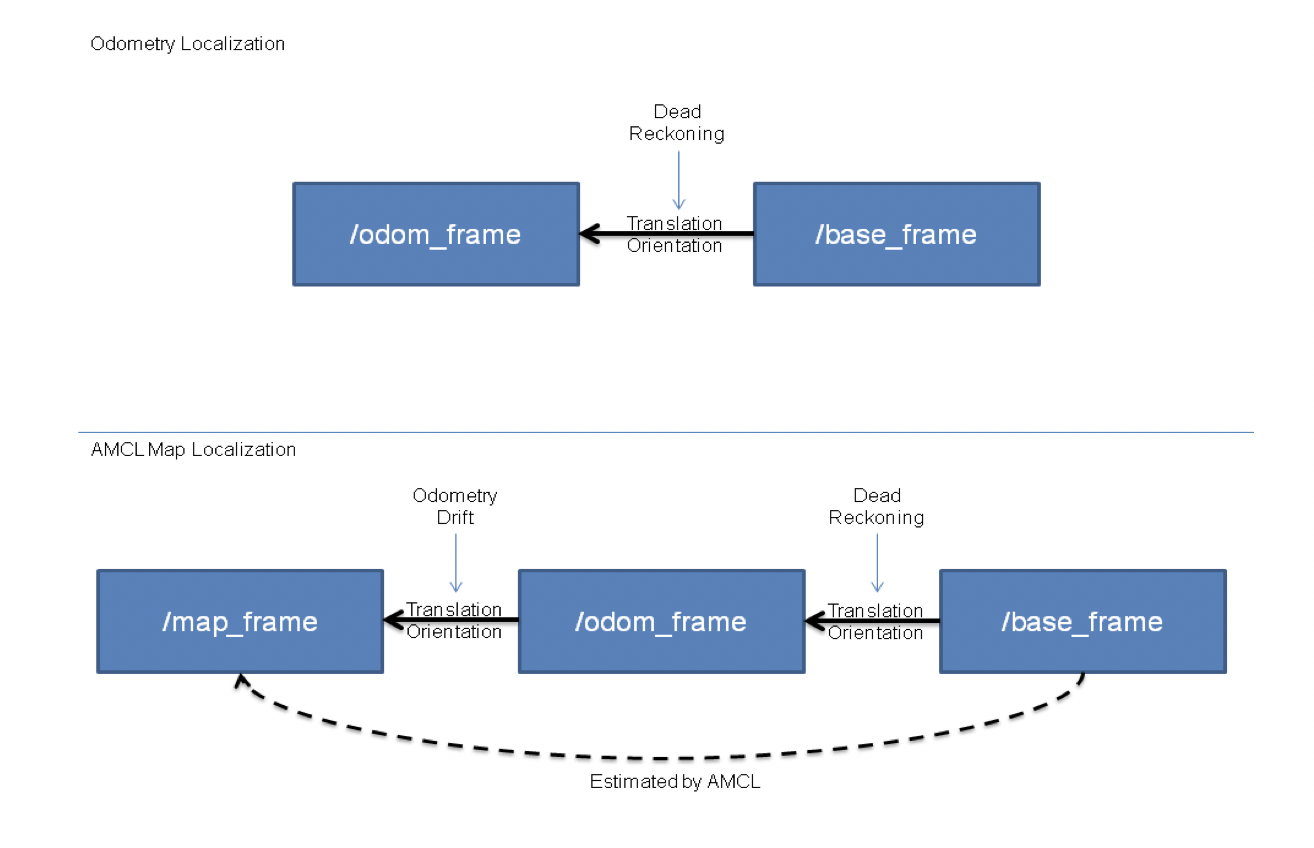 Odometry Localization
Dead
Reckoning
/odom_frame
Translation
Orientation
/base_frame
AMCL Map Localization
Odometry
Drift
Dead
Reckoning
/map_frame
Translation
Orientation
/odom_frame
Translation
Orientation
/base_frame
Estimated by AMCL